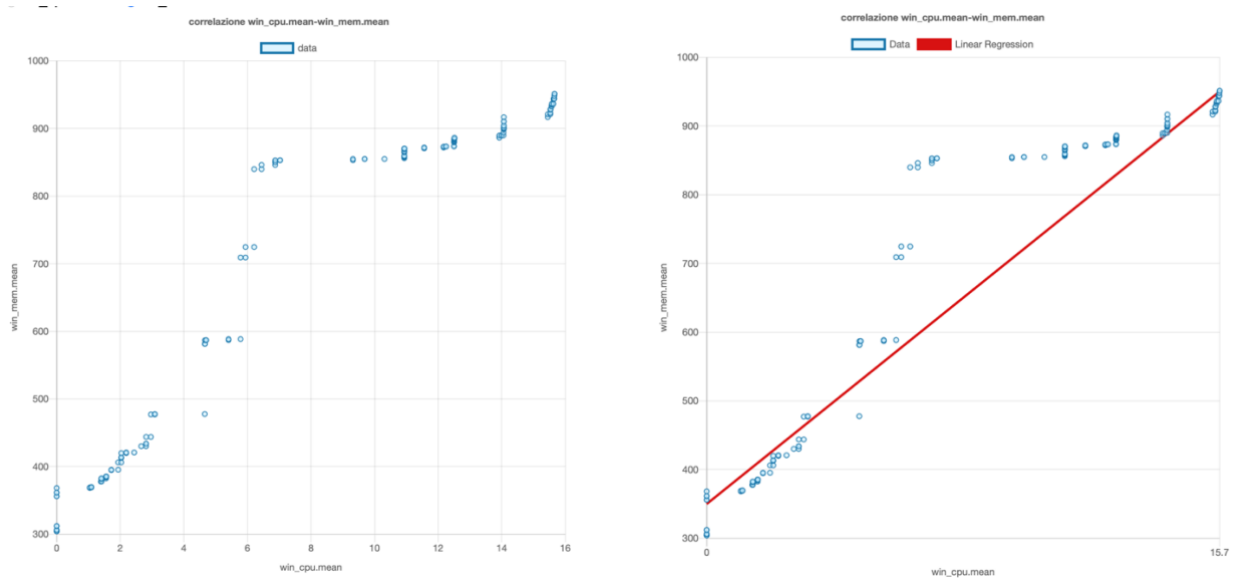 correlazione win_cpu.mean-win_mem.mean
data
1000
900
800
700
600
500
400
300
win_mem.mean
0 2 4 6 8 10 12 14 16
win_cpu.mean
correlazione win_cpu.mean-win_mem.mean
Data Linear Regression
1000
900
800
700
600
500
400
300
win_mem.mean
0 15.7
win_cpu.mean